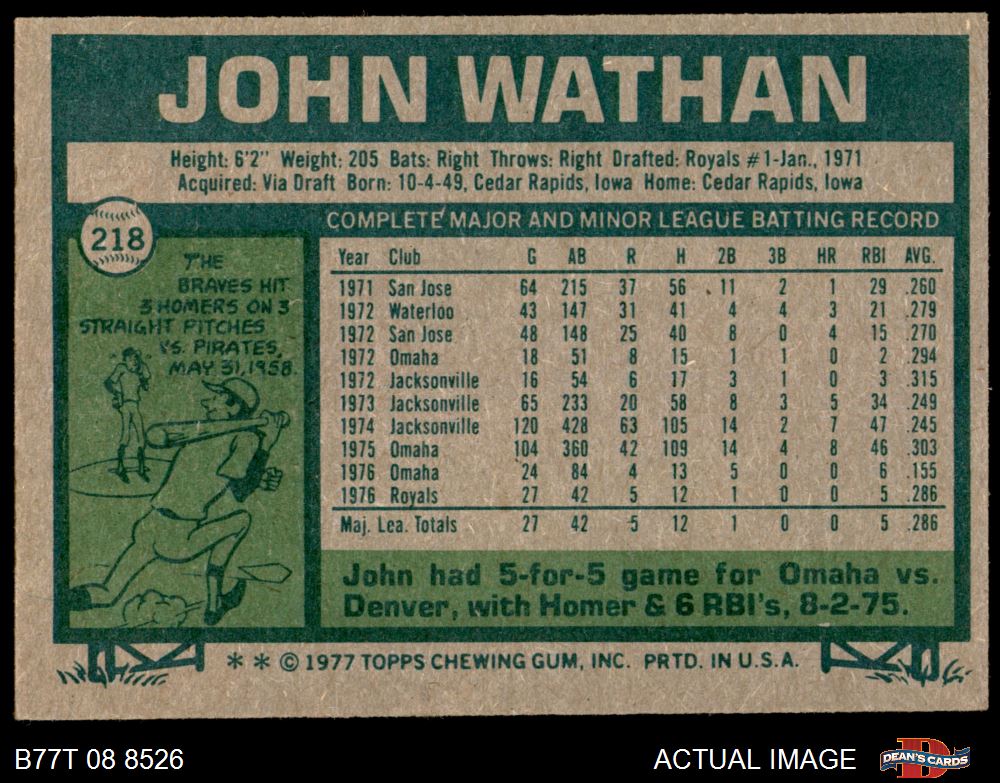 JOHN WATHAN
Height: 6'2" Weight: 205 Bats: Right Throws: Right Drafted: Royals #1-Jan., 1971
Acquired: Via Draft Born: 10-4-49, Cedar Rapids, Iowa Home: Cedar Rapids, Iowa
218
THE
BRAVES HIT
3 HOMERS ON 3
STRAIGHT PITCHES
VS. PIRATES,
MAY 31, 1958.
COMPLETE MAJOR AND MINOR LEAGUE BATTING RECORD
Year Club G AB R H 2B 3B HR RBI AVG.
1971 San Jose 64 215 37 56 11 2 1 29 .260
1972 Waterloo 43 147 31 41 4 4 3 21 .279
1972 San Jose 48 148 25 40 8 0 4 15 .270
1972 Omaha 18 51 8 15 1 1 0 2 .294
1972 Jacksonville 16 54 6 17 3 1 0 3 .315
1973 Jacksonville 65 233 20 58 8 3 5 34 .249
1974 Jacksonville 120 428 63 105 14 2 7 47 .245
1975 Omaha 104 360 42 109 14 4 8 46 .303
1976 Omaha 24 84 4 13 5 0 0 6 .155
1976 Royals 27 42 5 12 1 0 0 5 .286
Maj. Lea. Totals 27 42 5 12 1 0 0 5 .286
John had 5-for-5 game for Omaha vs.
Denver, with Homer & 6 RBI's, 8-2-75.
** © 1977 TOPPS CHEWING GUM, INC. PRTD. IN U.S.A.
B77T 08 8526 ACTUAL IMAGE DEAN'S CARDS